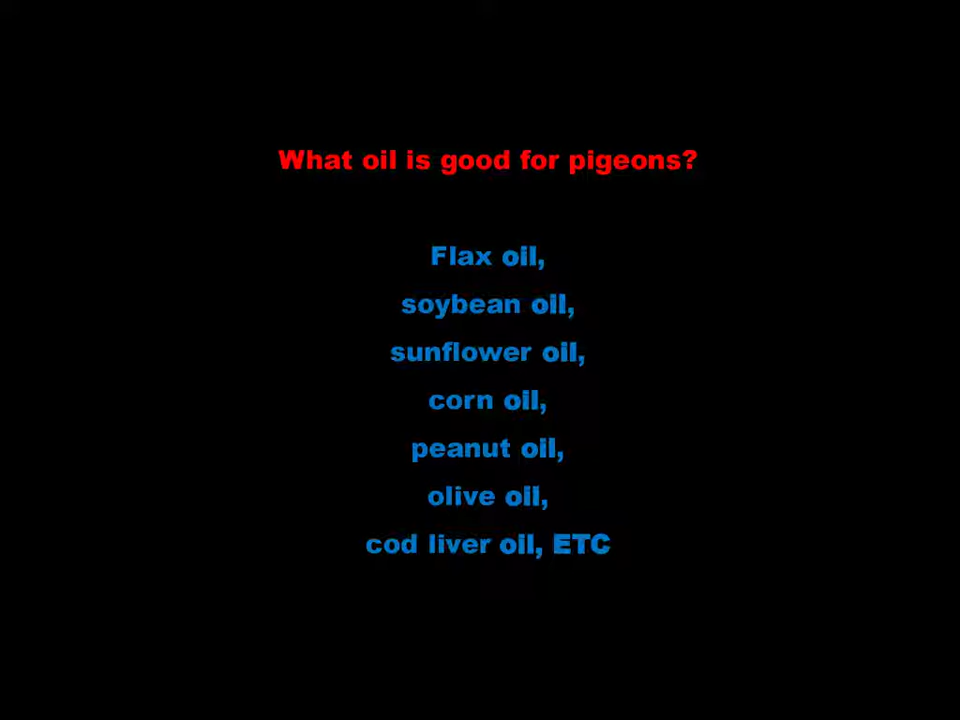 What oil is good for pigeons?
Flax oil,
soybean oil,
sunflower oil,
corn oil,
peanut oil,
olive oil,
cod liver oil, ETC